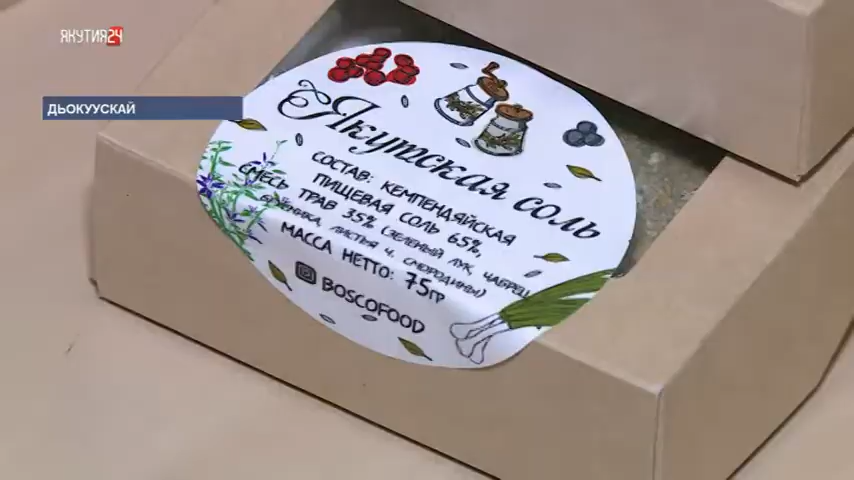 ЯКУТИЯ24
ДЬОКУУСКАЙ
Якутская соль
СОСТАВ: КЕМПЕНДЯЙСКАЯ
ПИЩЕВАЯ СОЛЬ 65%,
СМЕСЬ ТРАВ 35% (ЗЕЛЕНЫЙ ЛУК, ЧАБРЕЦ,
ЛИСТЬЯ Ч. СМОРОДИНЫ)
МАССА НЕТТО: 75ГР
BOSCOFOOD